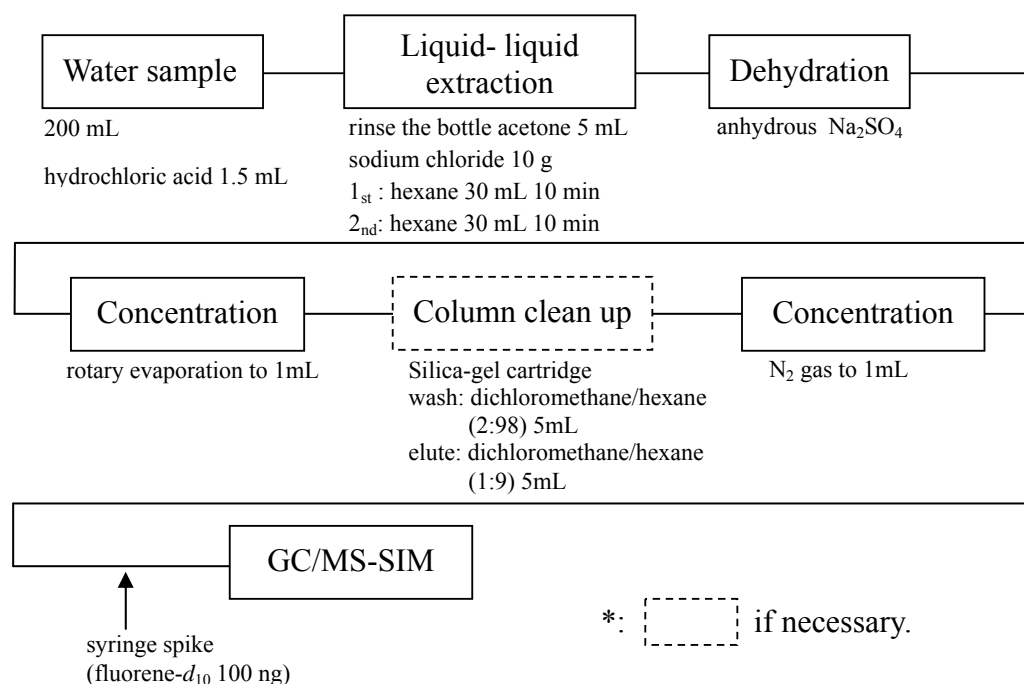 Water sample
200 mL
hydrochloric acid 1.5 mL
Liquid- liquid
extraction
rinse the bottle acetone 5 mL
sodium chloride 10 g
1st : hexane 30 mL 10 min
2nd: hexane 30 mL 10 min
Dehydration
anhydrous Na2SO4
Concentration
rotary evaporation to 1mL
Column clean up
Silica-gel cartridge
wash: dichloromethane/hexane
(2:98) 5mL
elute: dichloromethane/hexane
(1:9) 5mL
Concentration
N2 gas to 1mL
GC/MS-SIM
syringe spike
(fluorene-d10 100 ng)
*: if necessary.